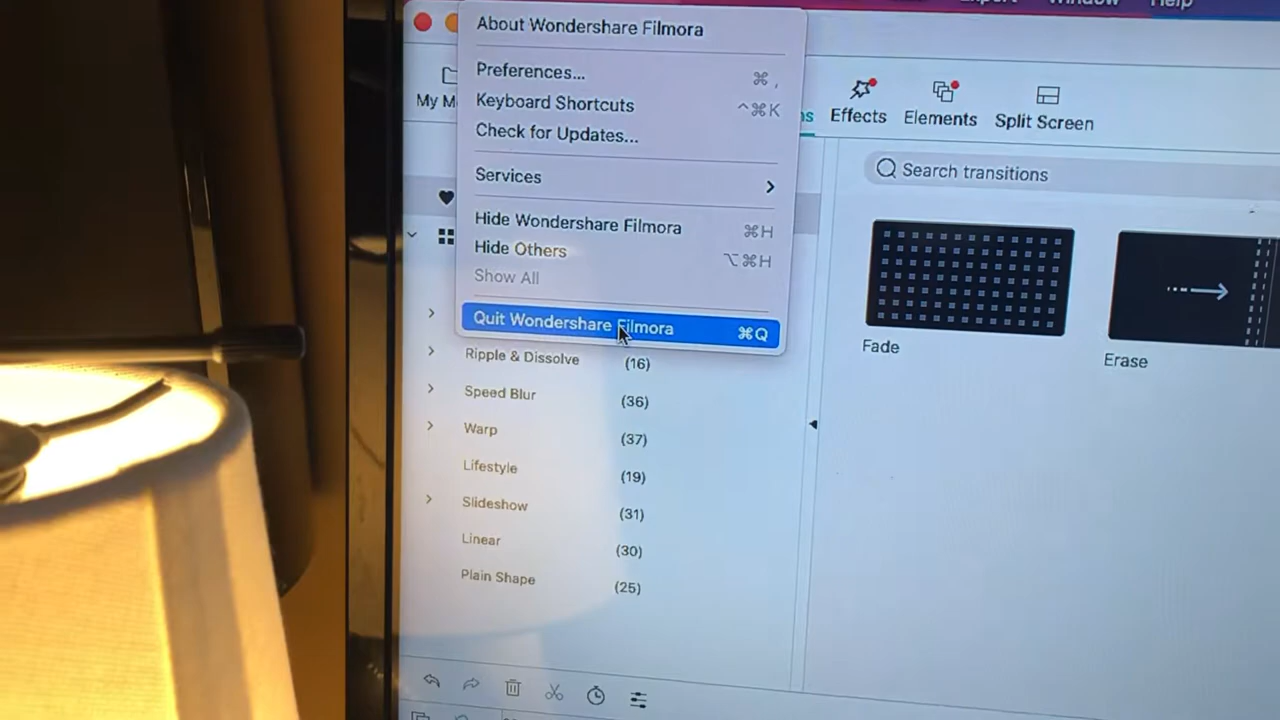 Export Window Help
About Wondershare Filmora
Preferences... ⌘ ,
Keyboard Shortcuts ^⌘K
Check for Updates...
Services
Hide Wondershare Filmora ⌘H
Hide Others ⌥⌘H
Show All
Quit Wondershare Filmora ⌘Q
My M
ns
Effects
Elements
Split Screen
Search transitions
Fade
Erase
Ripple & Dissolve (16)
Speed Blur (36)
Warp (37)
Lifestyle (19)
Slideshow (31)
Linear (30)
Plain Shape (25)